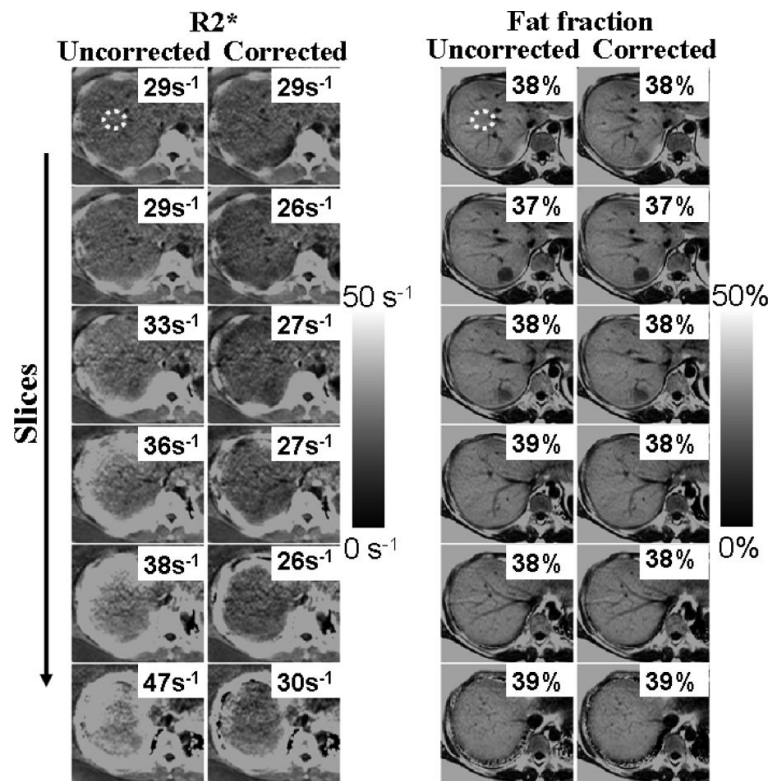 R2*
Fat fraction
Uncorrected Corrected
Uncorrected Corrected
29s-1 29s-1
38% 38%
29s-1 26s-1
37% 37%
50 s-1
50%
33s-1 27s-1
38% 38%
Slices
36s-1 27s-1
39% 38%
0 s-1
0%
38s-1 26s-1
38% 38%
47s-1 30s-1
39% 39%